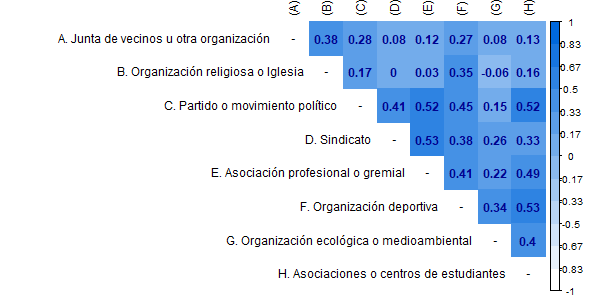 (A) (B) (C) (D) (E) (F) (G) (H)
A. Junta de vecinos u otra organización - 0.38 0.28 0.08 0.12 0.27 0.08 0.13
B. Organización religiosa o Iglesia - 0.17 0 0.03 0.35 -0.06 0.16
C. Partido o movimiento político - 0.41 0.52 0.45 0.15 0.52
D. Sindicato - 0.53 0.38 0.26 0.33
E. Asociación profesional o gremial - 0.41 0.22 0.49
F. Organización deportiva - 0.34 0.53
G. Organización ecológica o medioambiental - 0.4
H. Asociaciones o centros de estudiantes -
1
0.83
0.67
0.5
0.33
0.17
0
-0.17
-0.33
-0.5
-0.67
-0.83
-1